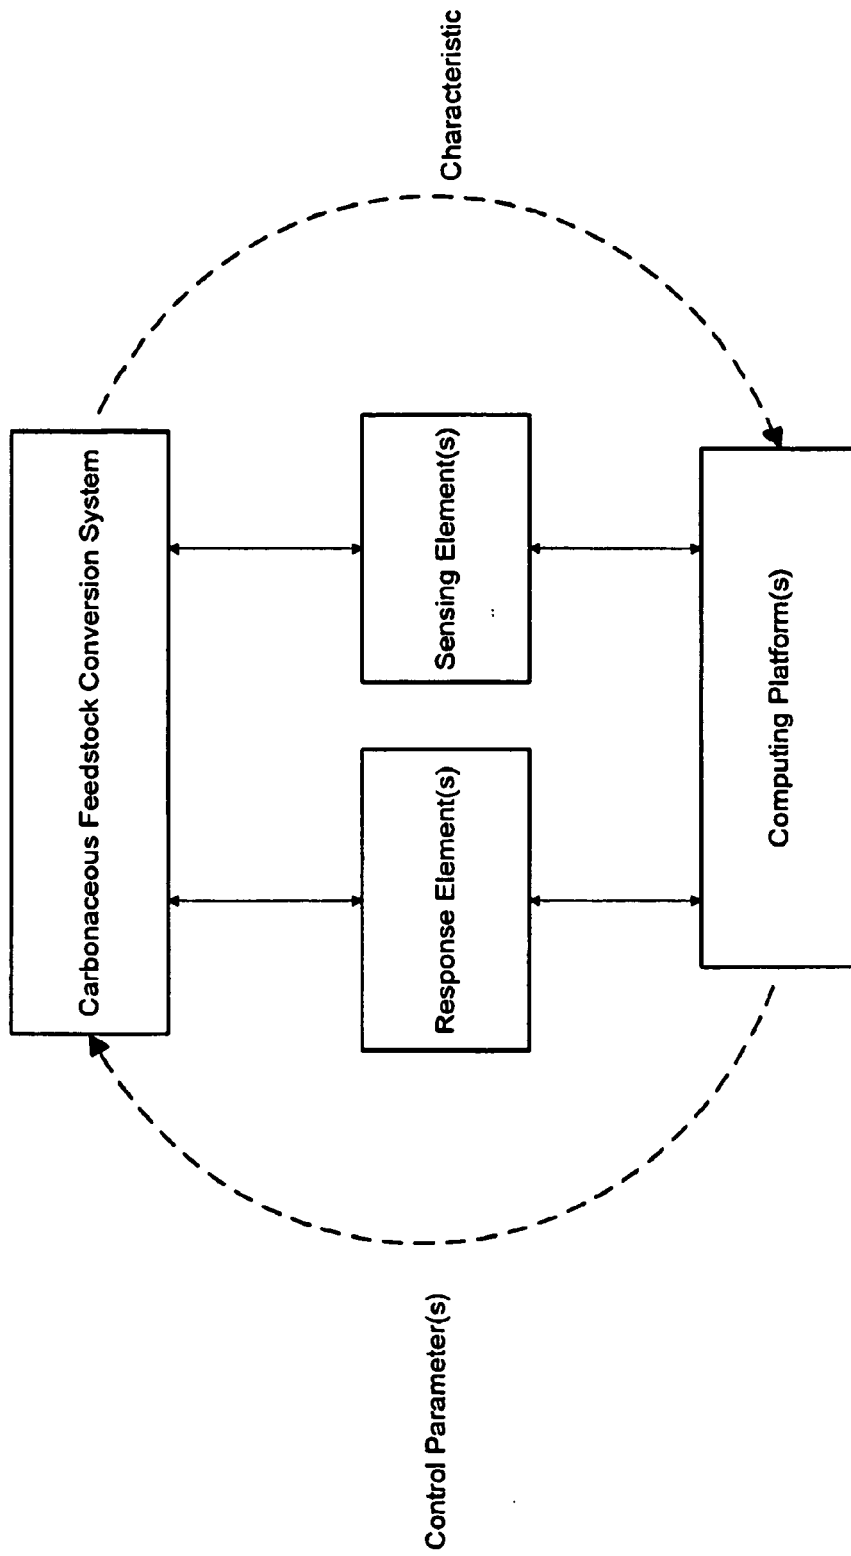 Carbonaceous Feedstock Conversion System
Control Parameter(s)
Response Element(s)
Sensing Element(s)
Characteristic
Computing Platform(s)